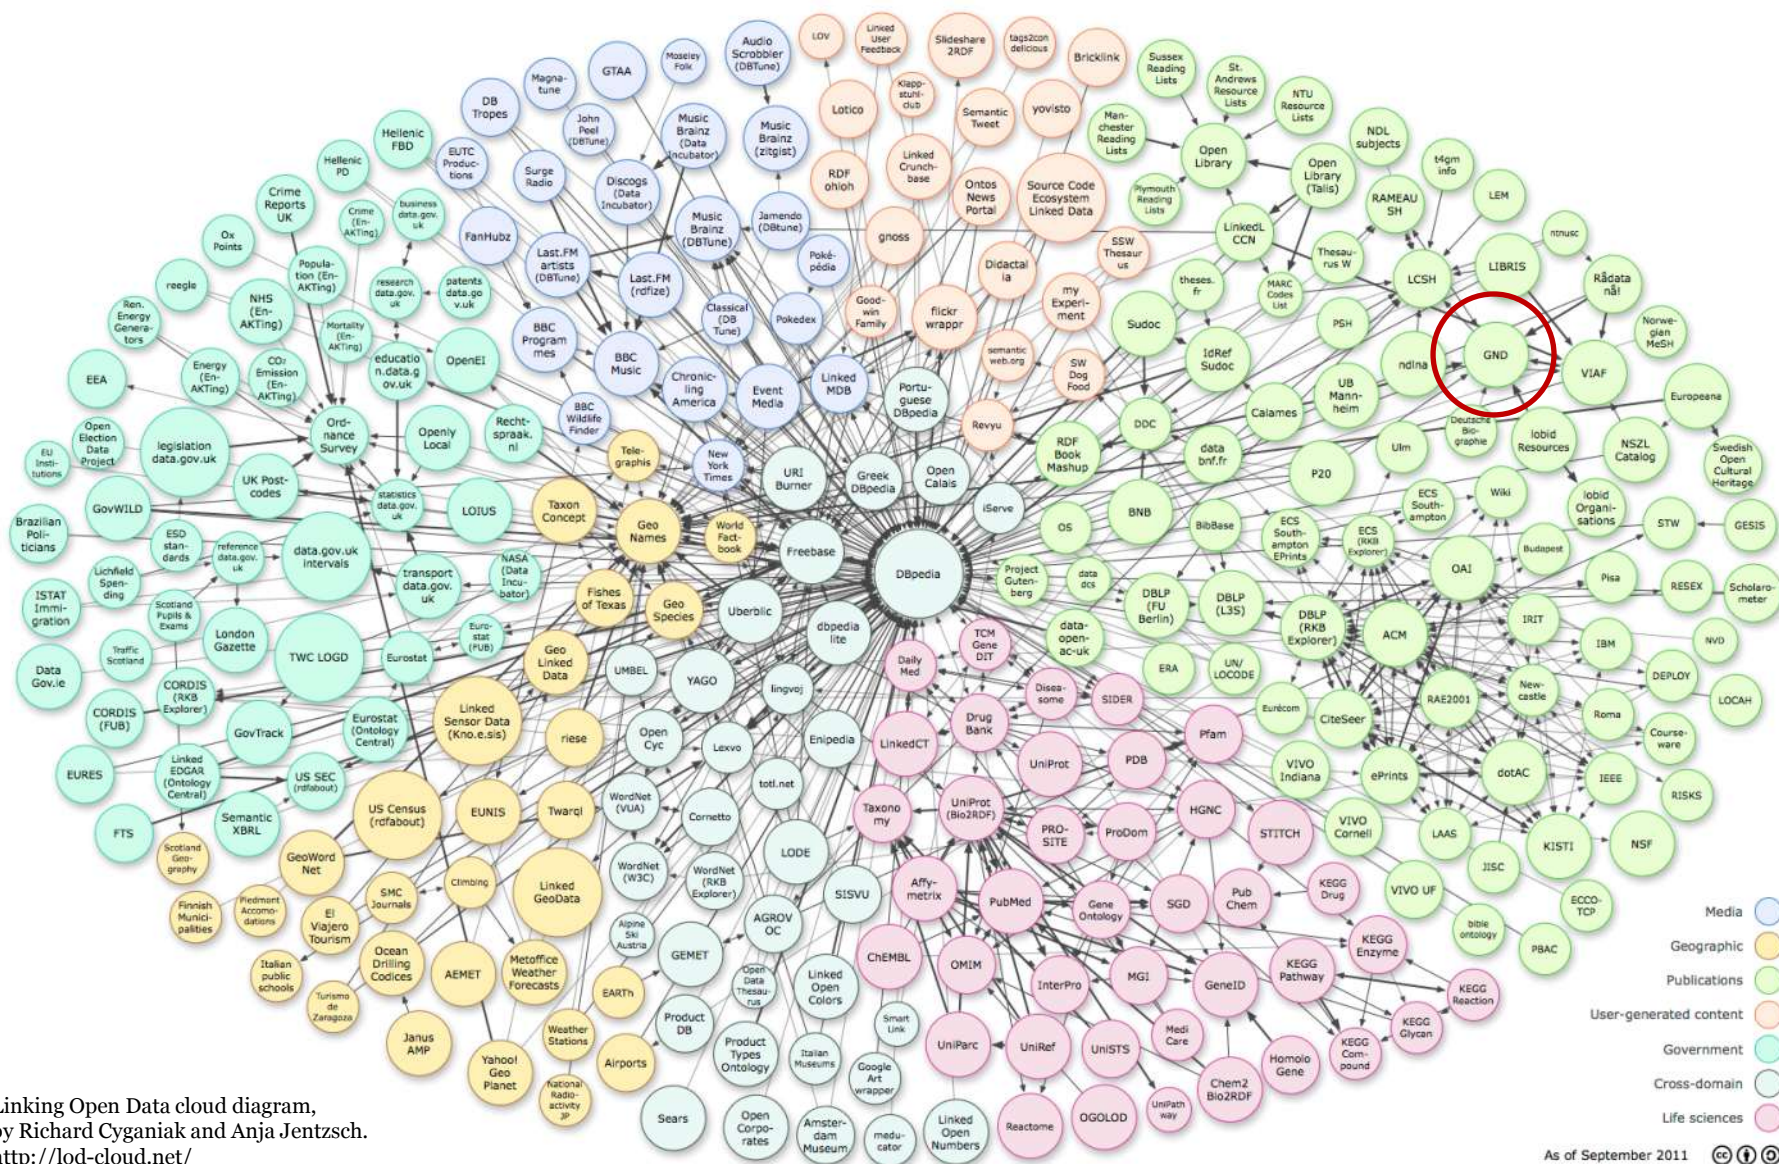 Audio
Scrobbler
(DBTune)
LOV
Linked
User
Feedback
Slideshare
2RDF
tags2con
delicious
Bricklink
Sussex
Reading
Lists
St.
Andrews
Resource
Lists
NTU
Resource
Lists
Moseley
Folk
GTAA
Magna-
tune
DB
Tropes
John
Peel
(DBTune)
Music
Brainz
(Data
Incubator)
Music
Brainz
(zitgist)
Lotico
Klapp-
stuhl-
club
Semantic
Tweet
yovisto
Man-
chester
Reading
Lists
Open
Library
Open
Library
(Talis)
NDL
subjects
t4gm
info
Hellenic
FBD
Hellenic
PD
EUTC
Produc-
tions
Surge
Radio
Discogs
(Data
Incubator)
Music
Brainz
(DBTune)
Jamendo
(DBtune)
RDF
ohloh
Linked
Crunch-
base
Ontos
News
Portal
Source Code
Ecosystem
Linked Data
Plymouth
Reading
Lists
LinkedL
CCN
RAMEAU
SH
LEM
Crime
Reports
UK
Crime
(En-
AKTing)
business
data.gov.
uk
FanHubz
Last.FM
artists
(DBTune)
Last.FM
(rdfize)
Poké-
pédia
gnoss
Didactal
ia
SSW
Thesaur
us
theses.
fr
MARC
Codes
List
Thesau-
rus W
LCSH
LIBRIS
ntnusc
Rådata
nå!
Ox
Points
reegle
Ren.
Energy
Genera-
tors
NHS
(En-
AKTing)
Popula-
tion (En-
AKTing)
research
data.gov.
uk
patents
data.go
v.uk
Mortality
(En-
AKTing)
BBC
Program
mes
BBC
Music
Classical
(DB
Tune)
Pokedex
Good-
win
Family
flickr
wrappr
my
Experi-
ment
Sudoc
PSH
GND
Norwe-
gian
MeSH
VIAF
EEA
Energy
(En-
AKTing)
CO2
Emission
(En-
AKTing)
educatio
n.data.g
ov.uk
OpenEI
Chronic-
ling
America
Event
Media
Linked
MDB
Portu-
guese
DBpedia
semantic
web.org
SW
Dog
Food
IdRef
Sudoc
ndlna
UB
Mann-
heim
Calames
Europeana
Open
Election
Data
Project
EU
Insti-
tutions
legislation
data.gov.uk
Ord-
nance
Survey
Openly
Local
Recht-
spraak.
nl
BBC
Wildlife
Finder
Tele-
graphis
New
York
Times
URI
Burner
Greek
DBpedia
Open
Calais
Revyu
RDF
Book
Mashup
DDC
data
bnf.fr
Ulm
Deutsche
Bio-
graphie
lobid
Resources
NSZL
Catalog
Swedish
Open
Cultural
Heritage
P20
Wiki
lobid
Organi-
sations
UK Post-
codes
GovWILD
statistics
data.gov.
uk
LOIUS
Taxon
Concept
Geo
Names
World
Fact-
book
Freebase
iServe
DBpedia
OS
BNB
BibBase
ECS
South-
ampton
ECS
South-
ampton
EPrints
ECS
(RKB
Explorer)
STW
GESIS
Brazilian
Poli-
ticians
ESD
stan-
dards
reference
data.gov.
uk
data.gov.uk
intervals
transport
data.gov.
uk
NASA
(Data
Incu-
bator)
Fishes
of Texas
Geo
Species
Uberblic
dbpedia
lite
Project
Guten-
berg
data
dcs
DBLP
(FU
Berlin)
DBLP
(L3S)
OAI
Budapest
Pisa
RESEX
Scholaro-
meter
ISTAT
Immi-
gration
Lichfield
Spen-
ding
Scotland
Pupils &
Exams
London
Gazette
TWC LOGD
Eurostat
Euro-
stat
(FUB)
data-
open-
ac-uk
TCM
Gene
DIT
DBLP
(RKB
Explorer)
ACM
IRIT
IBM
NVD
Data
Gov.ie
Traffic
Scotland
CORDIS
(RKB
Explorer)
CORDIS
(FUB)
GovTrack
Eurostat
(Ontology
Central)
Geo
Linked
Data
UMBEL
YAGO
lingvoj
Daily
Med
Disea-
some
SIDER
ERA
UN/
LOCODE
New-
castle
RAE2001
DEPLOY
LOCAH
Eurécom
CiteSeer
Roma
Course-
ware
Linked
Sensor Data
(Kno.e.sis)
riese
Open
Cyc
Lexvo
Enipedia
LinkedCT
Drug
Bank
UniProt
PDB
Pfam
VIVO
Indiana
ePrints
dotAC
IEEE
RISKS
EURES
Linked
EDGAR
(Ontology
Central)
US SEC
(rdfabout)
Semantic
XBRL
FTS
US Census
(rdfabout)
EUNIS
Twarql
WordNet
(VUA)
Cornetto
totl.net
Taxono
my
UniProt
(Bio2RDF)
PRO-
SITE
ProDom
HGNC
STITCH
VIVO
Cornell
LAAS
KISTI
NSF
JISC
Scotland
Geo-
graphy
GeoWord
Net
SMC
Journals
Climbing
Linked
GeoData
WordNet
(W3C)
WordNet
(RKB
Explorer)
LODE
SISVU
Affy-
metrix
PubMed
Gene
Ontology
SGD
Pub
Chem
KEGG
Drug
VIVO UF
ECCO-
TCP
bible
ontology
PBAC
Finnish
Munici-
palities
Piedmont
Accomo-
dations
El
Viajero
Tourism
Ocean
Drilling
Codices
Italian
public
schools
Turismo
de
Zaragoza
AEMET
Metoffice
Weather
Forecasts
Alpine
Ski
Austria
GEMET
AGROV
OC
Open
Data
Thesau-
rus
Linked
Open
Colors
ChEMBL
OMIM
InterPro
MGI
GeneID
KEGG
Pathway
KEGG
Enzyme
KEGG
Reaction
KEGG
Glycan
KEGG
Com-
pound
Janus
AMP
Yahoo!
Geo
Planet
EARTh
Weather
Stations
Airports
National
Radio-
activity
JP
Product
DB
Product
Types
Ontology
Italian
Museums
Smart
Link
Google
Art
wrapper
UniParc
UniRef
UniSTS
Medi
Care
Chem2
Bio2RDF
Homolo
Gene
Sears
Open
Corpo-
rates
Amster-
dam
Museum
medu-
cator
Linked
Open
Numbers
Reactome
OGOLOD
UniPath
way
Media
Geographic
Publications
User-generated content
Government
Cross-domain
Life sciences
As of September 2011
Linking Open Data cloud diagram,
by Richard Cyganiak and Anja Jentzsch.
http://lod-cloud.net/